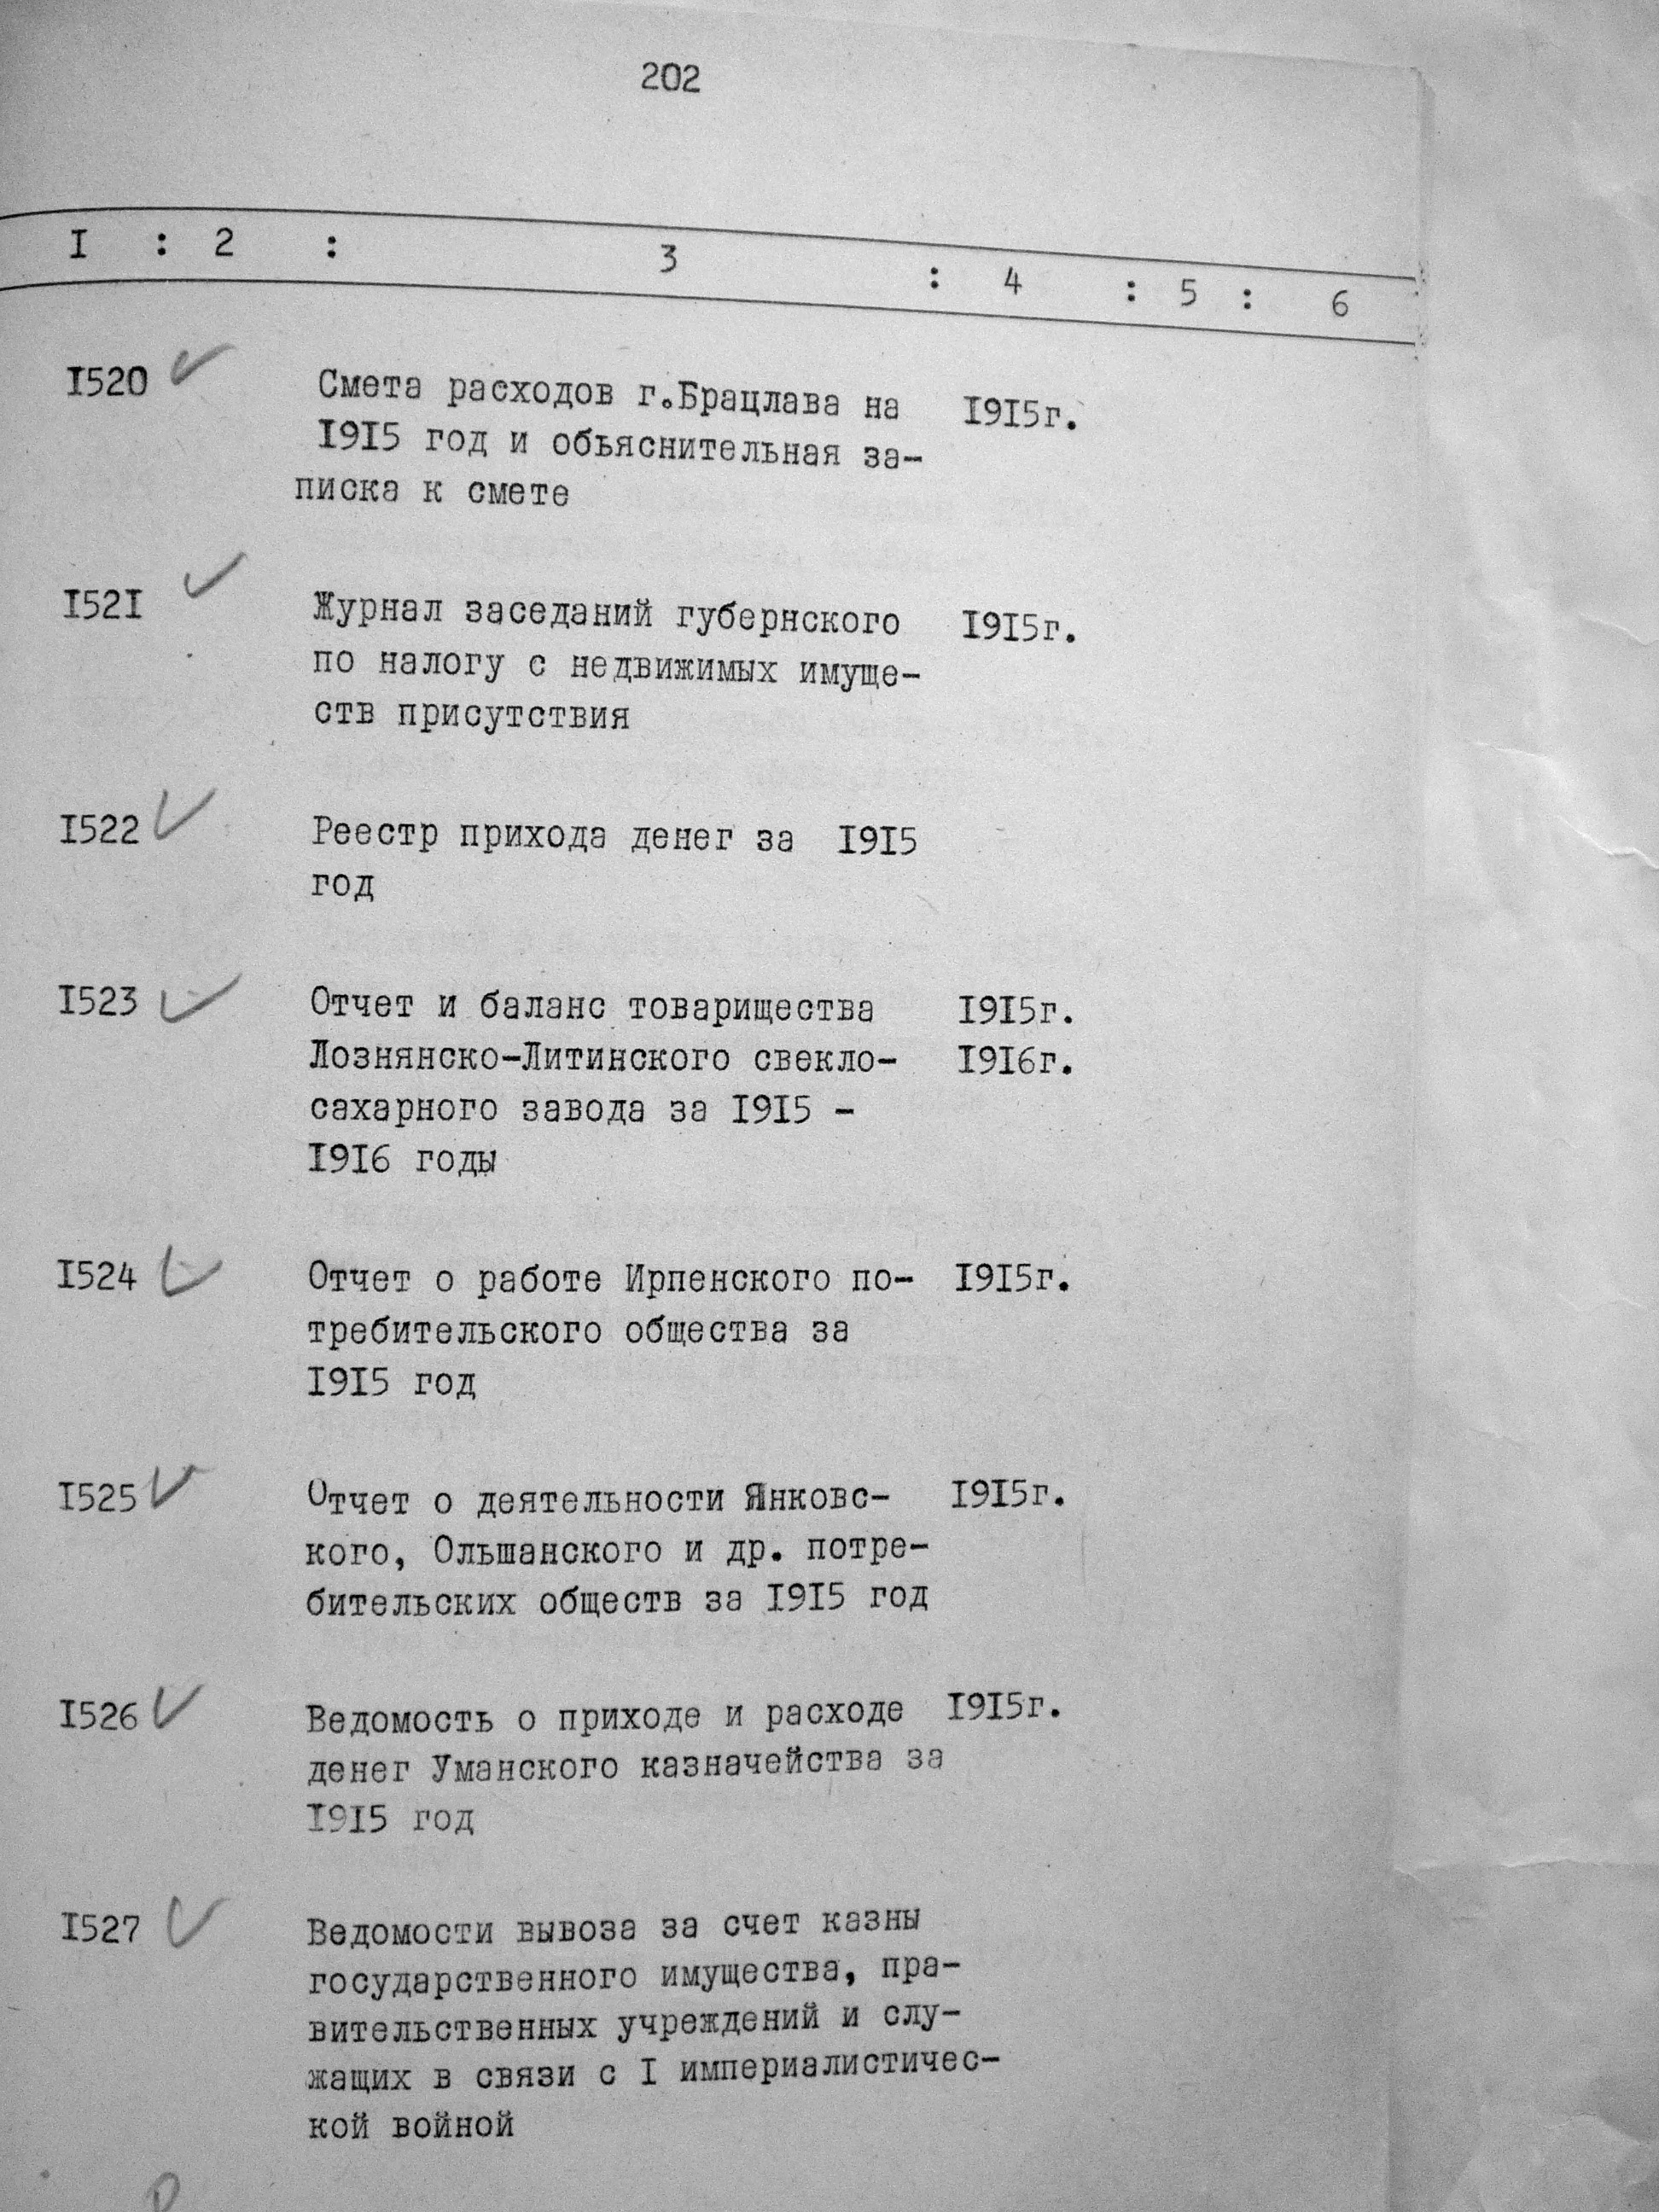 202
I : 2 : 3 : 4 : 5 : 6
I520 Смета расходов г.Брацлава на I9I5г.
I9I5 год и обьяснительная за-
писка к смете
I52I Журнал заседаний губернского I9I5г.
по налогу с недвижимых имуще-
ств присутствия
I522 Реестр прихода денег за I9I5
год
I523 Отчет и баланс товарищества I9I5г.
Лознянско-Литинского свекло- I9I6г.
сахарного завода за I9I5 -
I9I6 годы
I524 Отчет о работе Ирпенского по- I9I5г.
требительского общества за
I9I5 год
I525 Отчет о деятельности Янковс- I9I5г.
кого, Ольшанского и др. потре-
бительских обществ за I9I5 год
I526 Ведомость о приходе и расходе I9I5г.
денег Уманского казначейства за
I9I5 год
I527 Ведомости вывоза за счет казны
государственного имущества, пра-
вительственных учреждений и слу-
жащих в связи с I империалистичес-
кой войной